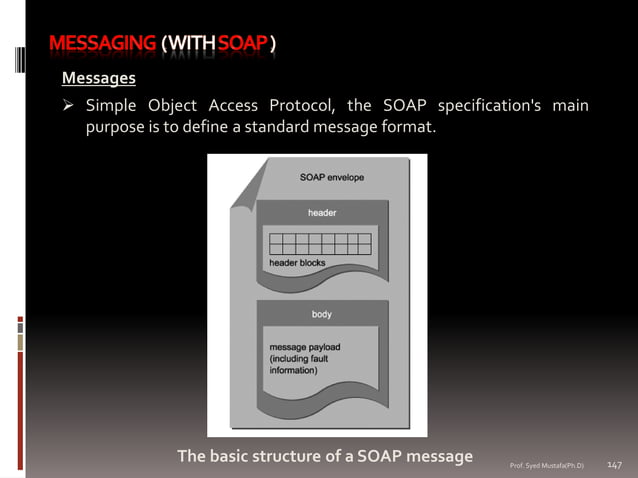 MESSAGING (WITH SOAP)
Messages
Simple Object Access Protocol, the SOAP specification's main
purpose is to define a standard message format.
SOAP envelope
header
header blocks
body
message payload
(including fault
information)
The basic structure of a SOAP message
Prof. Syed Mustafa(Ph.D)
147